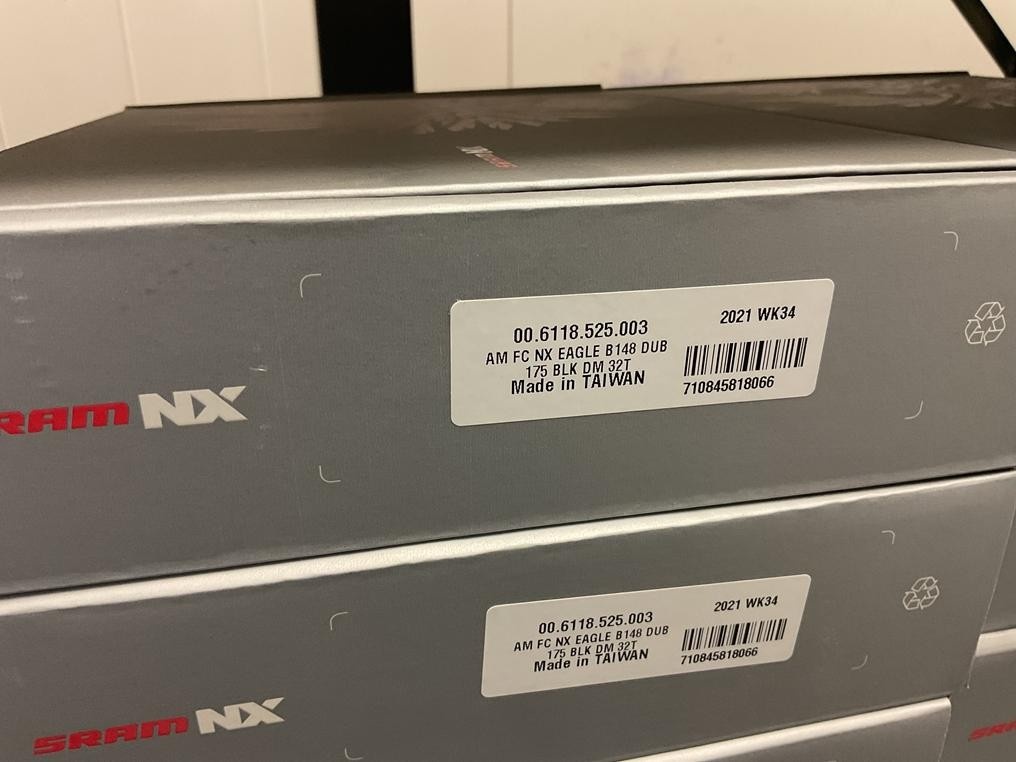 SRAM NX
00.6118.525.003
AM FC NX EAGLE B148 DUB
175 BLK DM 32T
Made in TAIWAN
2021 WK34
710845818066
SRAM NX
00.6118.525.003
AM FC NX EAGLE B148 DUB
175 BLK DM 32T
Made in TAIWAN
2021 WK34
710845818066